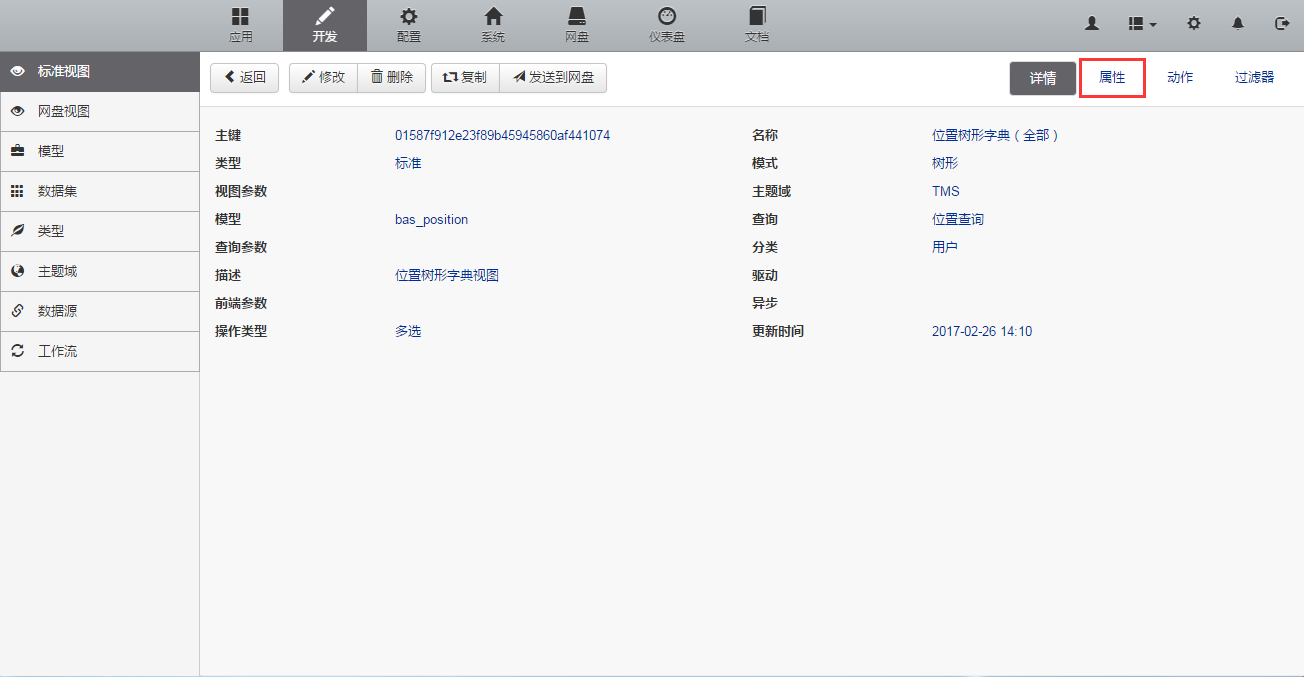 应用 开发 配置 系统 网盘 仪表盘 文档
标准视图
网盘视图
模型
数据集
类型
主题域
数据源
工作流
返回 修改 删除 复制 发送到网盘 详情 属性 动作 过滤器
主键 01587f912e23f89b45945860af441074 名称 位置树形字典（全部）
类型 标准 模式 树形
视图参数 主题域 TMS
模型 bas_position 查询 位置查询
查询参数 分类 用户
描述 位置树形字典视图 驱动
前端参数 异步
操作类型 多选 更新时间 2017-02-26 14:10